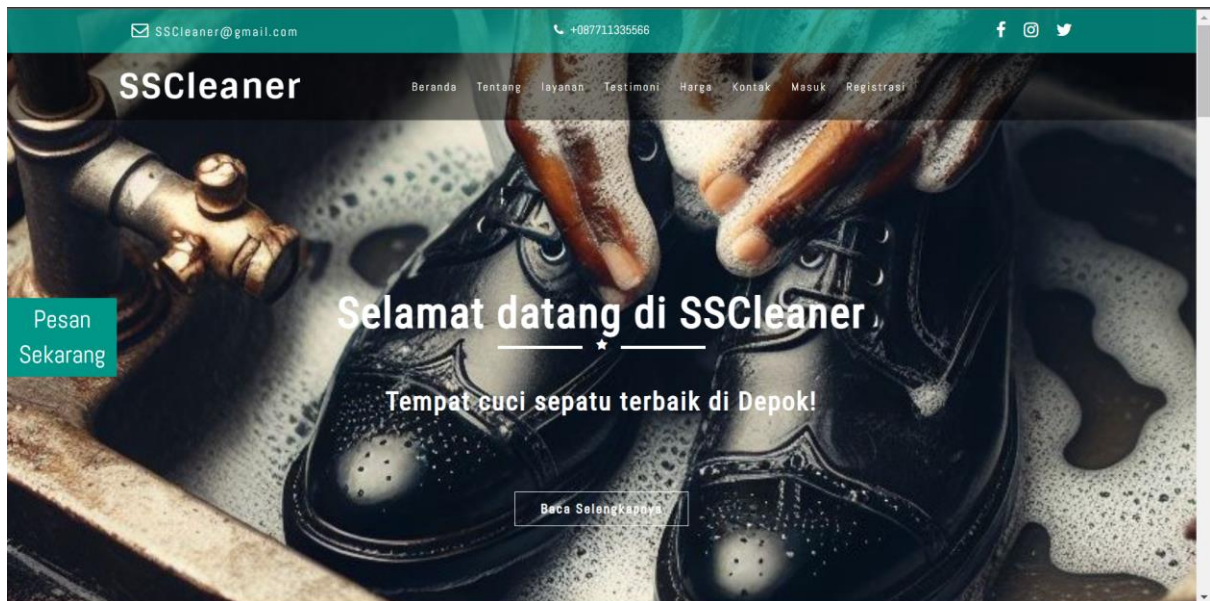 SSCleaner@gmail.com
+087711335566
SSCleaner
Beranda Tentang layanan Testimoni Harga Kontak Masuk Registrasi
Selamat datang di SSCleaner
Pesan
Sekarang
Tempat cuci sepatu terbaik di Depok!
Baca Selengkapnya